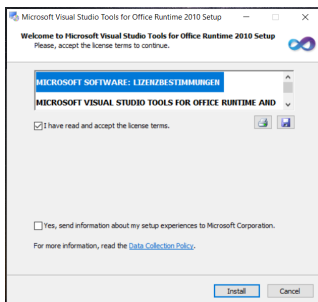 Microsoft Visual Studio Tools for Office Runtime 2010 Setup
Welcome to Microsoft Visual Studio Tools for Office Runtime 2010 Setup
Please, accept the license terms to continue.
MICROSOFT SOFTWARE: LIZENZBESTIMMUNGEN
MICROSOFT VISUAL STUDIO TOOLS FOR OFFICE RUNTIME AND
I have read and accept the license terms.
Yes, send information about my setup experiences to Microsoft Corporation.
For more information, read the Data Collection Policy.
Install Cancel